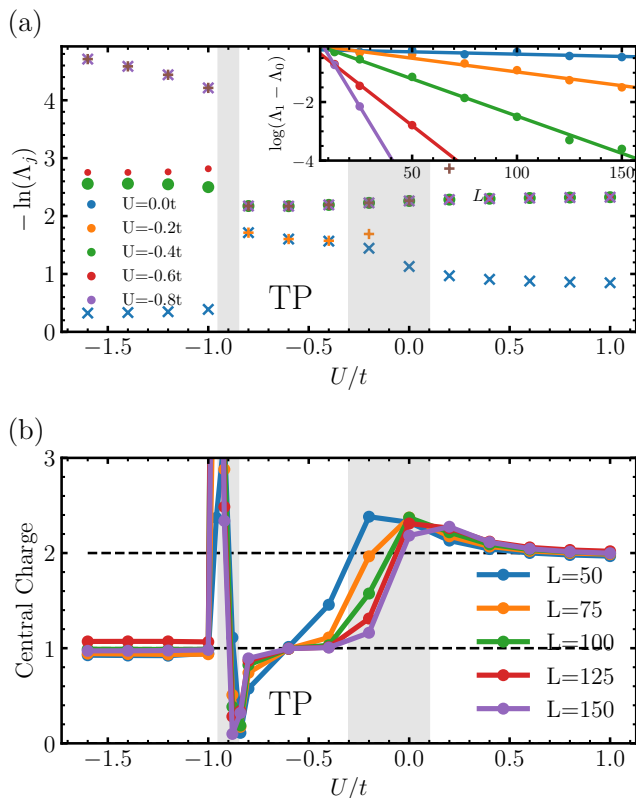 (a)
− ln(Λj)
−4
3
2
1
0
U=0.0t
U=-0.2t
U=-0.4t
U=-0.6t
U=-0.8t
TP
log(Λ1 − Λ0)
−2
−4
50
100
150
L
−1.5
−1.0
−0.5
0.0
0.5
1.0
U/t
(b)
Central Charge
3
2
1
0
TP
L=50
L=75
L=100
L=125
L=150
−1.5
−1.0
−0.5
0.0
0.5
1.0
U/t